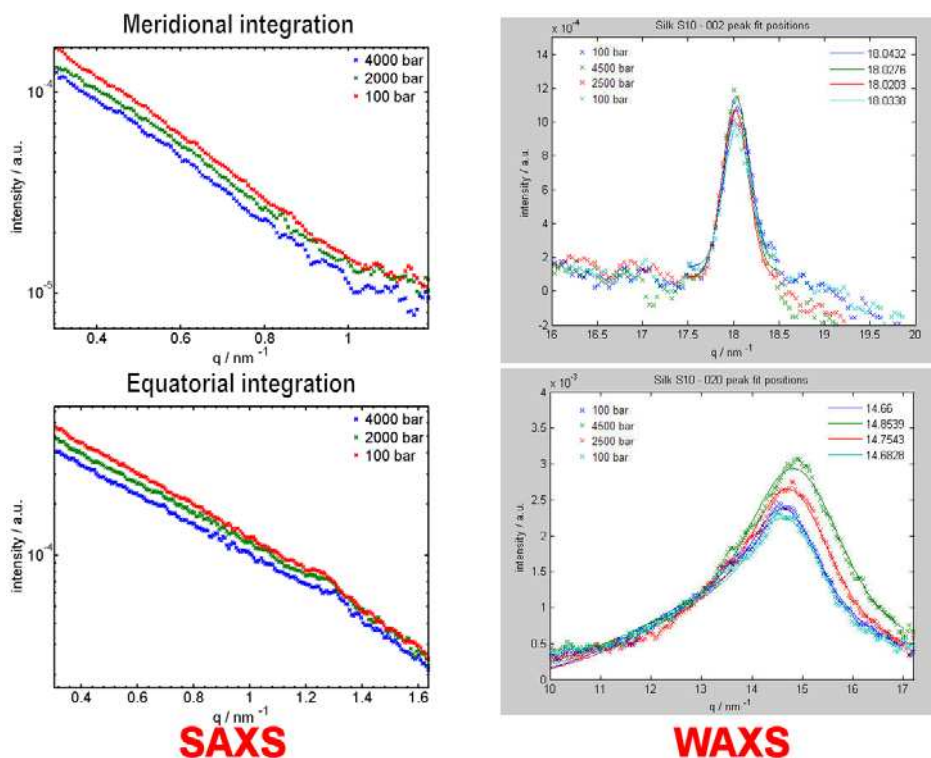 Meridional integration
10⁻⁴
10⁻⁵
intensity / a.u.
4000 bar
2000 bar
100 bar
0.4 0.6 0.8 1
q / nm⁻¹
Silk S10 - 002 peak fit positions
x 10⁻⁴
14
12
10
8
6
4
2
0
-2
intensity / a.u.
100 bar
4500 bar
2500 bar
100 bar
18.0432
18.0276
18.0203
18.0338
16 16.5 17 17.5 18 18.5 19 19.5 20
q / nm⁻¹
Equatorial integration
10⁻⁴
intensity / a.u.
4000 bar
2000 bar
100 bar
0.4 0.6 0.8 1 1.2 1.4 1.6
q / nm⁻¹
SAXS
Silk S10 - 020 peak fit positions
x 10⁻³
4
3.5
3
2.5
2
1.5
1
0.5
0
intensity / a.u.
100 bar
4500 bar
2500 bar
100 bar
14.66
14.8539
14.7543
14.6828
10 11 12 13 14 15 16 17
q / nm⁻¹
WAXS